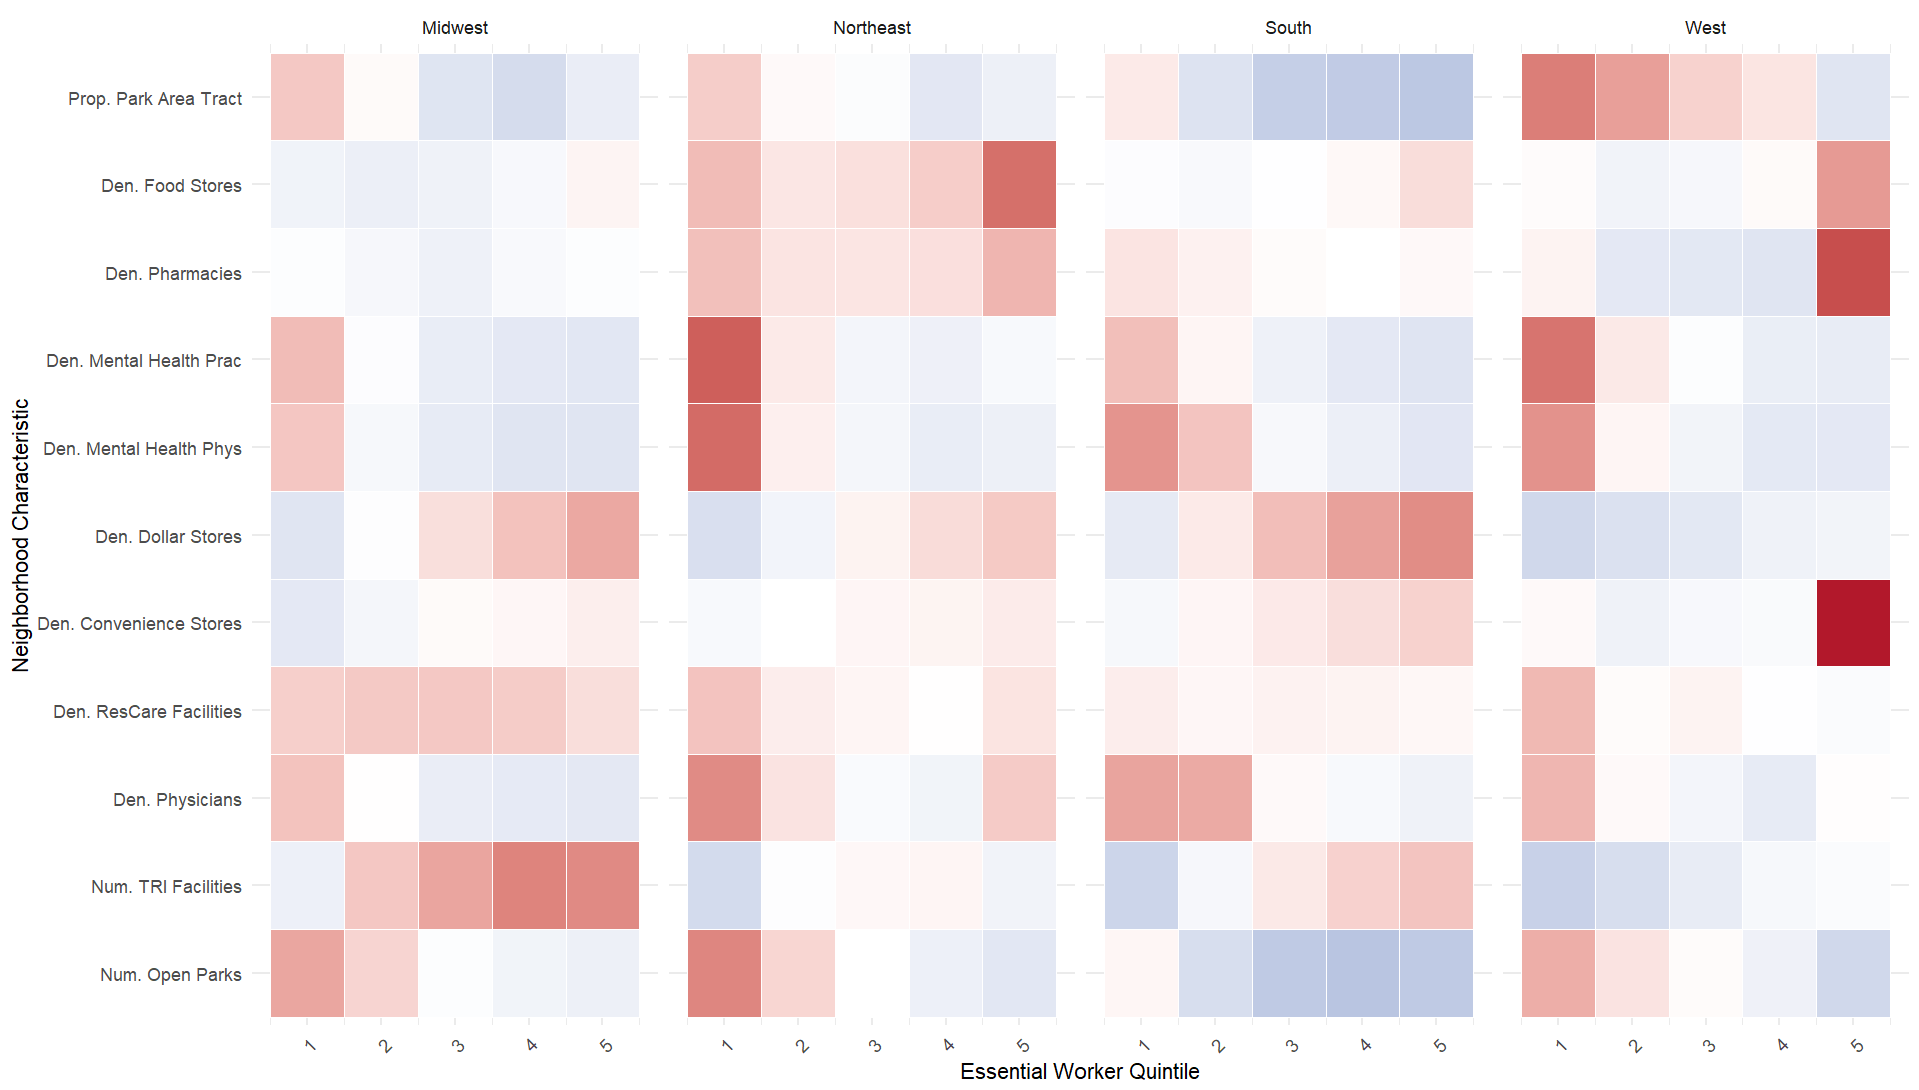 Midwest Northeast South West
Prop. Park Area Tract
Den. Food Stores
Den. Pharmacies
Den. Mental Health Prac
Den. Mental Health Phys
Den. Dollar Stores
Den. Convenience Stores
Den. ResCare Facilities
Den. Physicians
Num. TRI Facilities
Num. Open Parks
Neighborhood Characteristic
1 2 3 4 5 1 2 3 4 5 1 2 3 4 5 1 2 3 4 5
Essential Worker Quintile